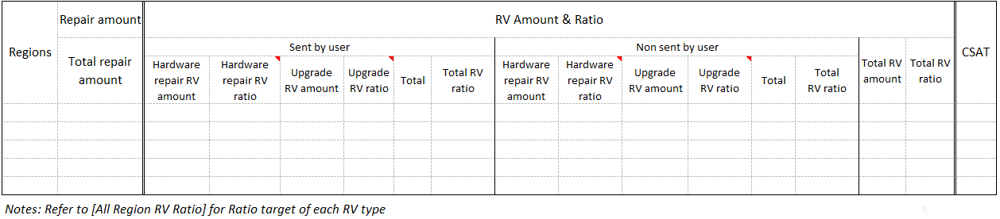 Regions
Repair amount
Total repair
amount
RV Amount & Ratio
Sent by user
Hardware
repair RV
amount
Hardware
repair RV
ratio
Upgrade
RV amount
Upgrade
RV ratio
Total
Total RV
ratio
Non sent by user
Hardware
repair RV
amount
Hardware
repair RV
ratio
Upgrade
RV amount
Upgrade
RV ratio
Total
Total
RV ratio
Total RV
amount
Total RV
ratio
CSAT
Notes: Refer to [All Region RV Ratio] for Ratio target of each RV type
8